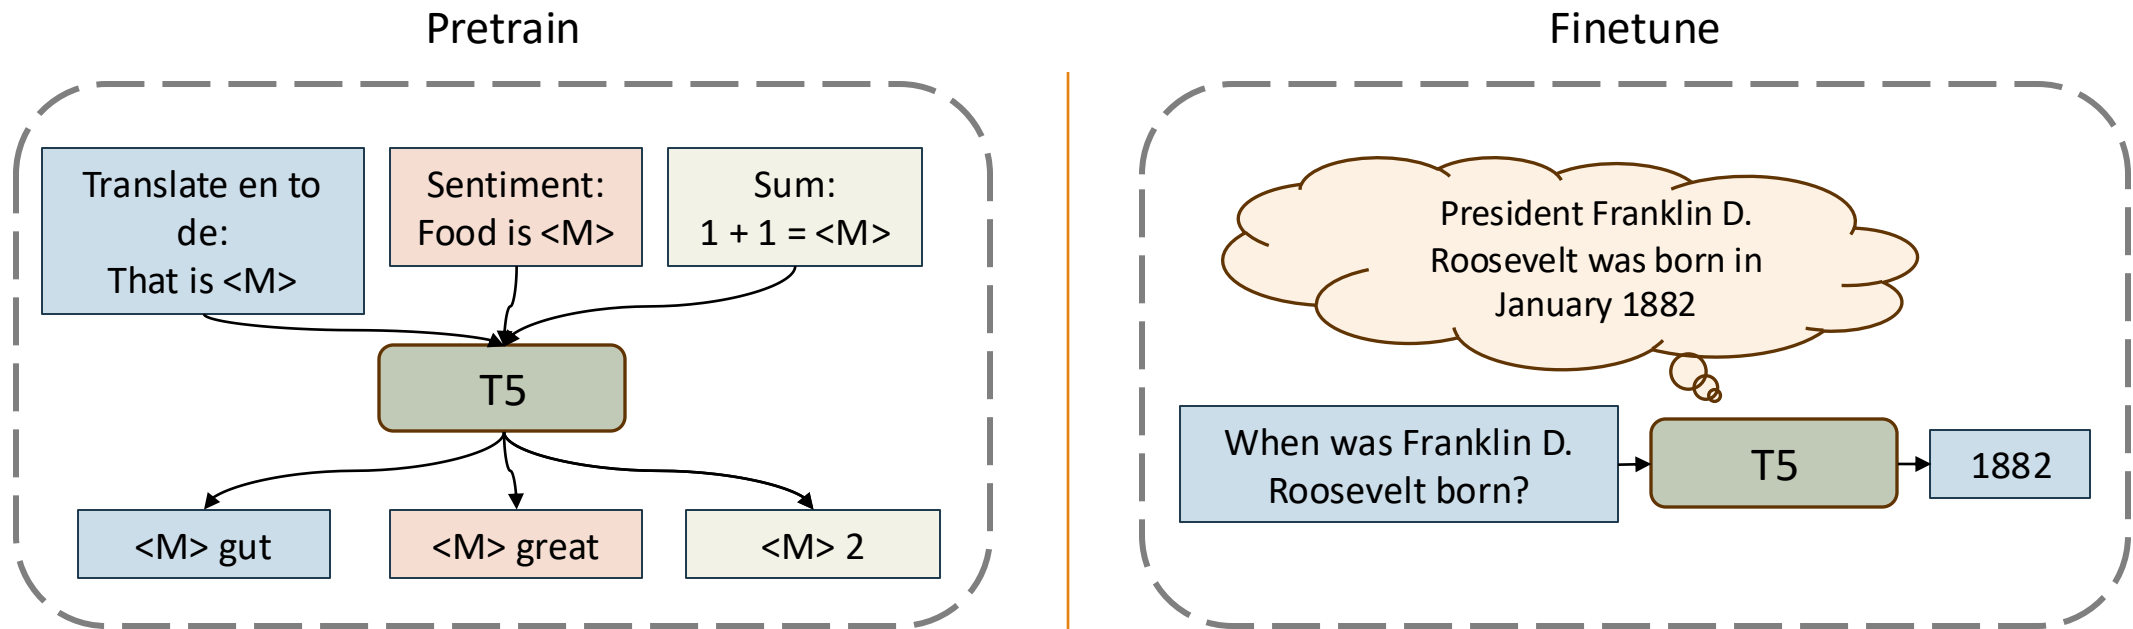 Pretrain
Translate en to
de:
That is <M>
Sentiment:
Food is <M>
Sum:
1 + 1 = <M>
T5
<M> gut
<M> great
<M> 2
Finetune
President Franklin D.
Roosevelt was born in
January 1882
When was Franklin D.
Roosevelt born?
T5
1882